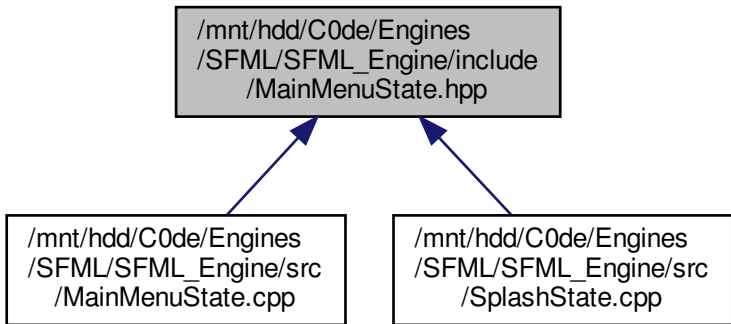 /mnt/hdd/C0de/Engines
/SFML/SFML_Engine/include
/MainMenuState.hpp
/mnt/hdd/C0de/Engines
/SFML/SFML_Engine/src
/MainMenuState.cpp
/mnt/hdd/C0de/Engines
/SFML/SFML_Engine/src
/SplashState.cpp